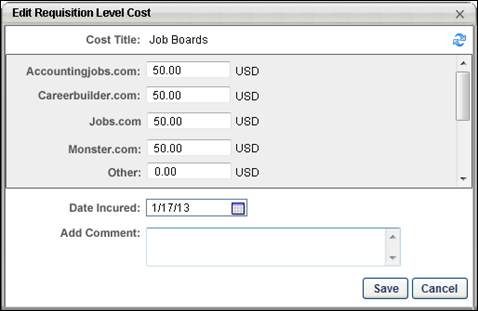 Edit Requisition Level Cost
Cost Title: Job Boards
Accountingjobs.com: 50.00 USD
Careerbuilder.com: 50.00 USD
Jobs.com 50.00 USD
Monster.com: 50.00 USD
Other: 0.00 USD
Date Incured: 1/17/13
Add Comment:
Save Cancel